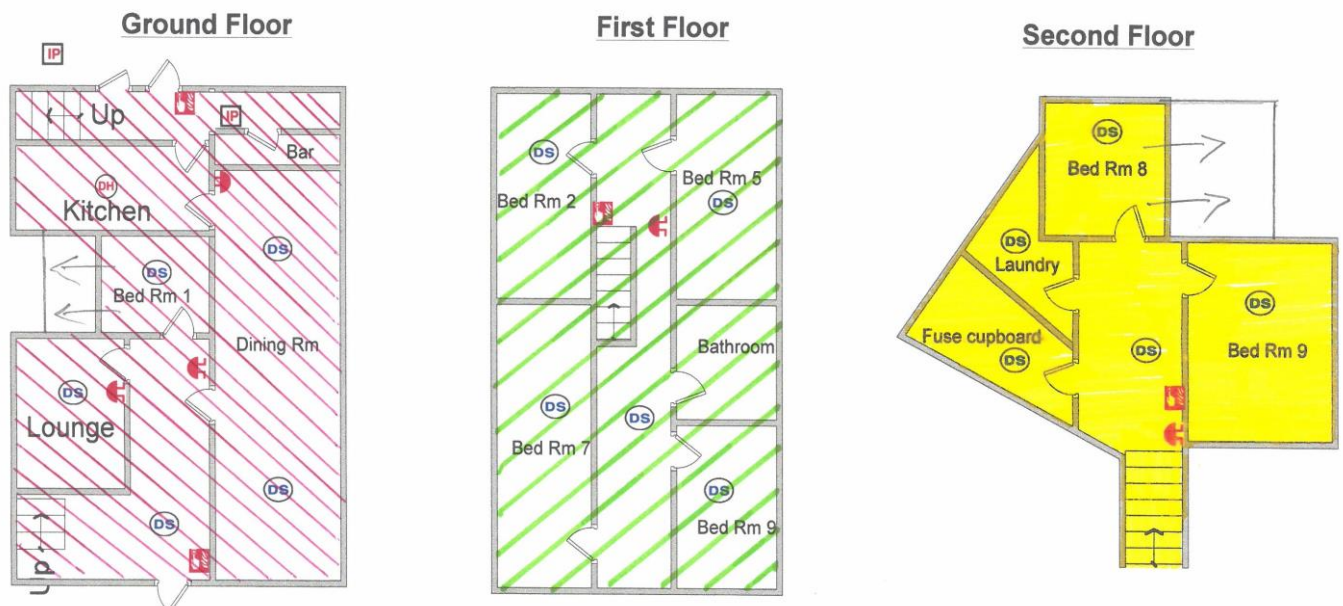 Ground Floor
IP
Up
IP
Bar
DH
Kitchen
DS
DS
Bed Rm 1
Dining Rm
DS
Lounge
DS
DS
Up
First Floor
DS
Bed Rm 2
Bed Rm 5
DS
Bathroom
DS
DS
Bed Rm 7
DS
Bed Rm 9
Second Floor
DS
Bed Rm 8
DS
Laundry
DS
Fuse cupboard
DS
DS
Bed Rm 9